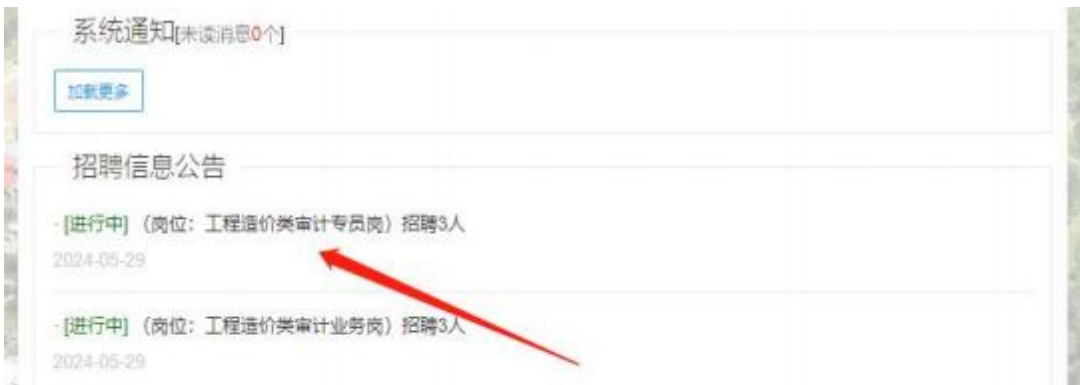 系统通知[未读消息0个]
加载更多
招聘信息公告
· [进行中] （岗位：工程造价类审计专员岗）招聘3人
2024-05-29
· [进行中] （岗位：工程造价类审计业务岗）招聘3人
2024-05-29